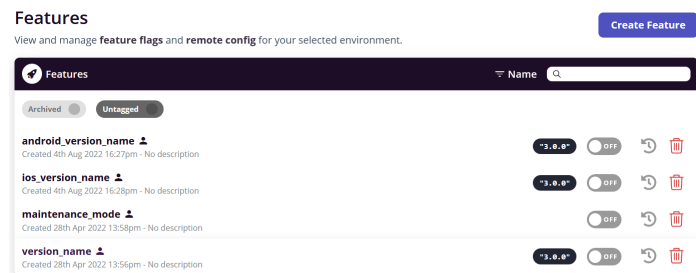 Features
Create Feature
View and manage feature flags and remote config for your selected environment.
Features
Name
Archived
Untagged
android_version_name
"3.0.0"
OFF
Created 4th Aug 2022 16:27pm - No description
ios_version_name
"3.0.0"
OFF
Created 4th Aug 2022 16:28pm - No description
maintenance_mode
OFF
Created 28th Apr 2022 13:58pm - No description
version_name
"3.0.0"
OFF
Created 28th Apr 2022 13:56pm - No description